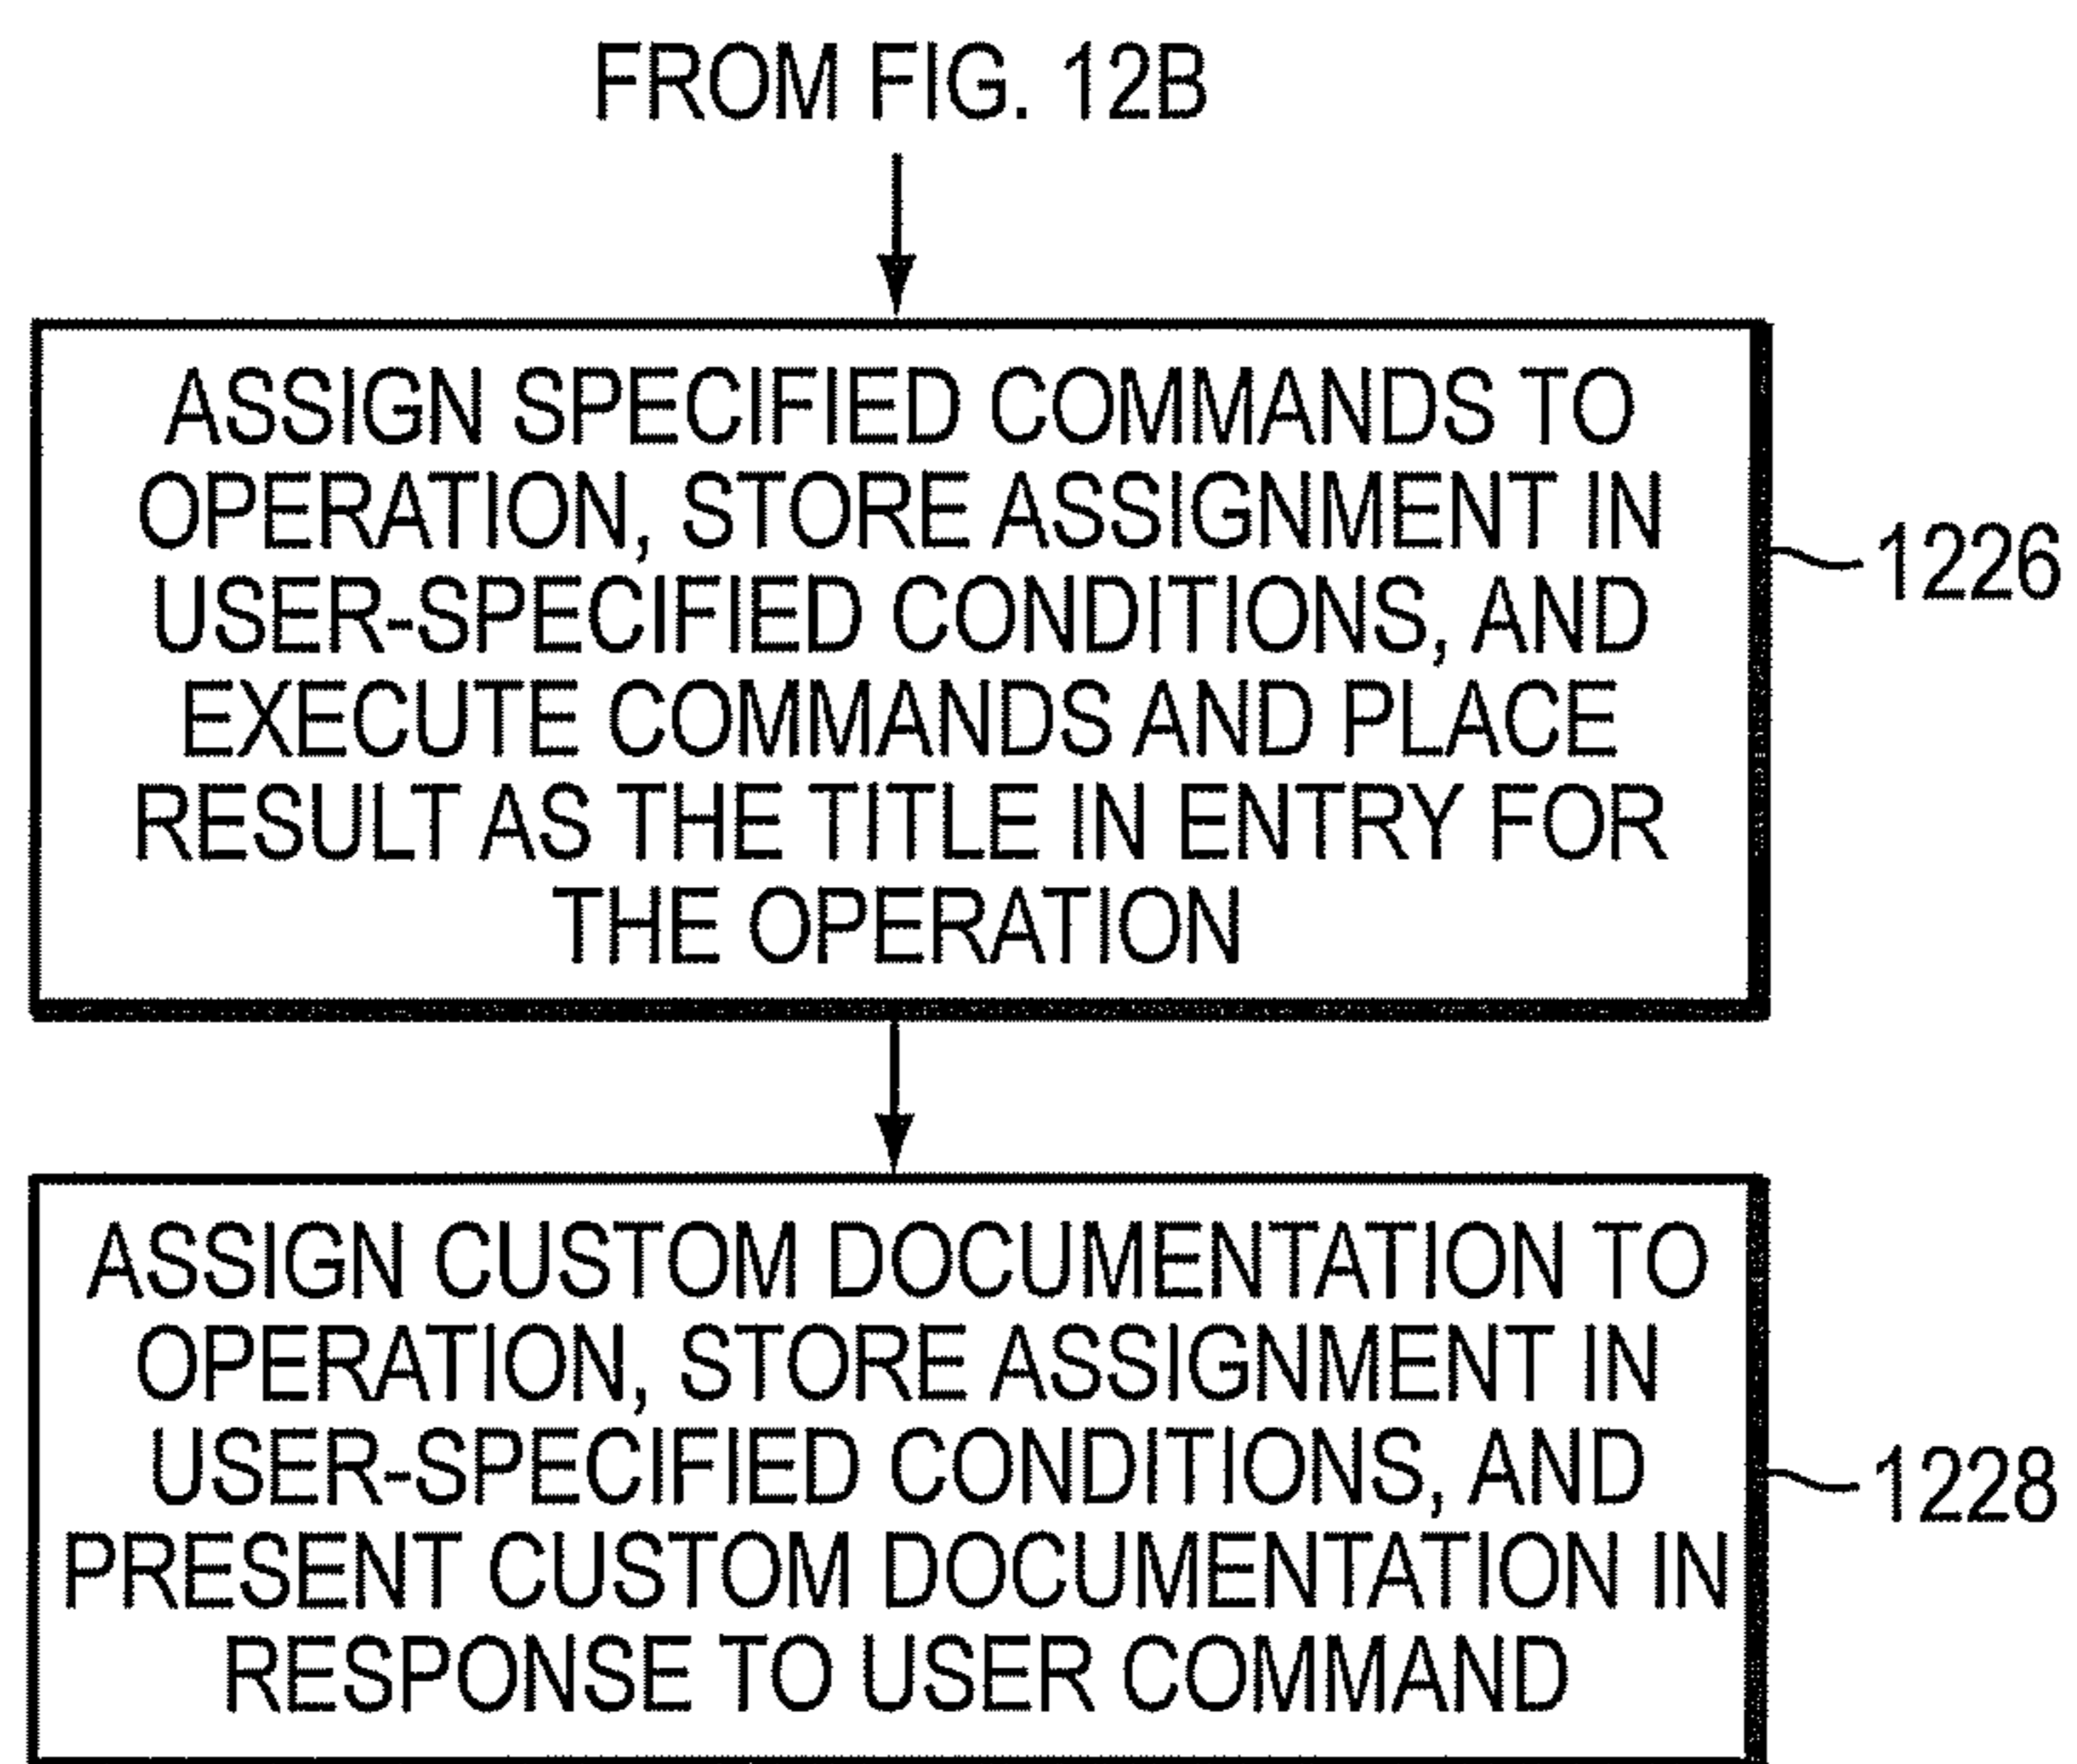 FROM FIG. 12B
ASSIGN SPECIFIED COMMANDS TO
OPERATION, STORE ASSIGNMENT IN
USER-SPECIFIED CONDITIONS, AND
EXECUTE COMMANDS AND PLACE
RESULT AS THE TITLE IN ENTRY FOR
THE OPERATION
1226
ASSIGN CUSTOM DOCUMENTATION TO
OPERATION, STORE ASSIGNMENT IN
USER-SPECIFIED CONDITIONS, AND
PRESENT CUSTOM DOCUMENTATION IN
RESPONSE TO USER COMMAND
1228